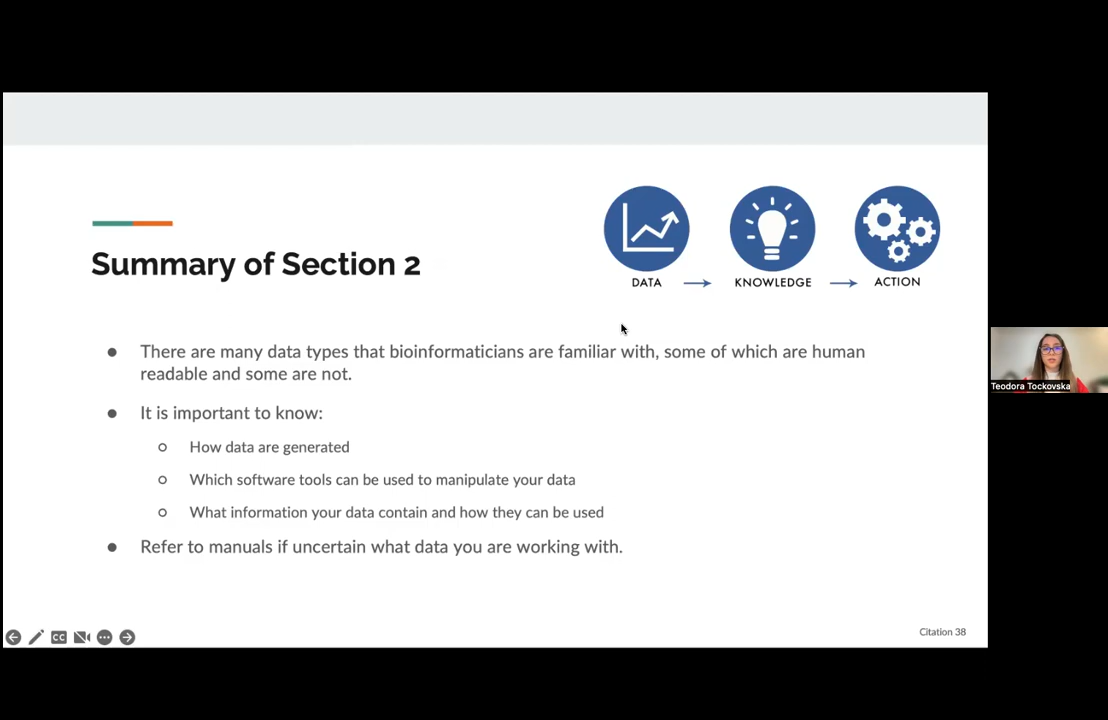 DATA
KNOWLEDGE
ACTION
Summary of Section 2
There are many data types that bioinformaticians are familiar with, some of which are human
readable and some are not.
It is important to know:
How data are generated
Which software tools can be used to manipulate your data
What information your data contain and how they can be used
Refer to manuals if uncertain what data you are working with.
Teodora Tockovska
CC
Citation 38